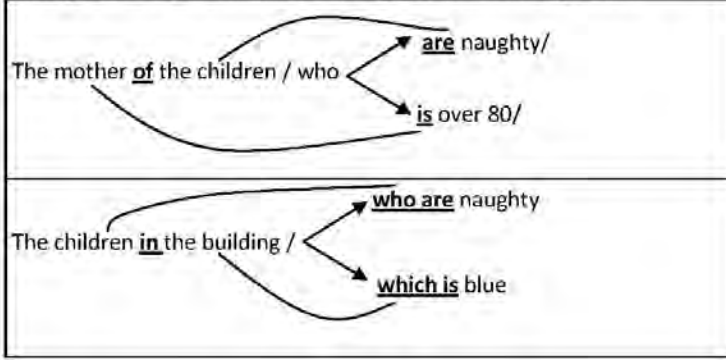 are naughty/
The mother of the children / who
is over 80/
who are naughty
The children in the building /
which is blue